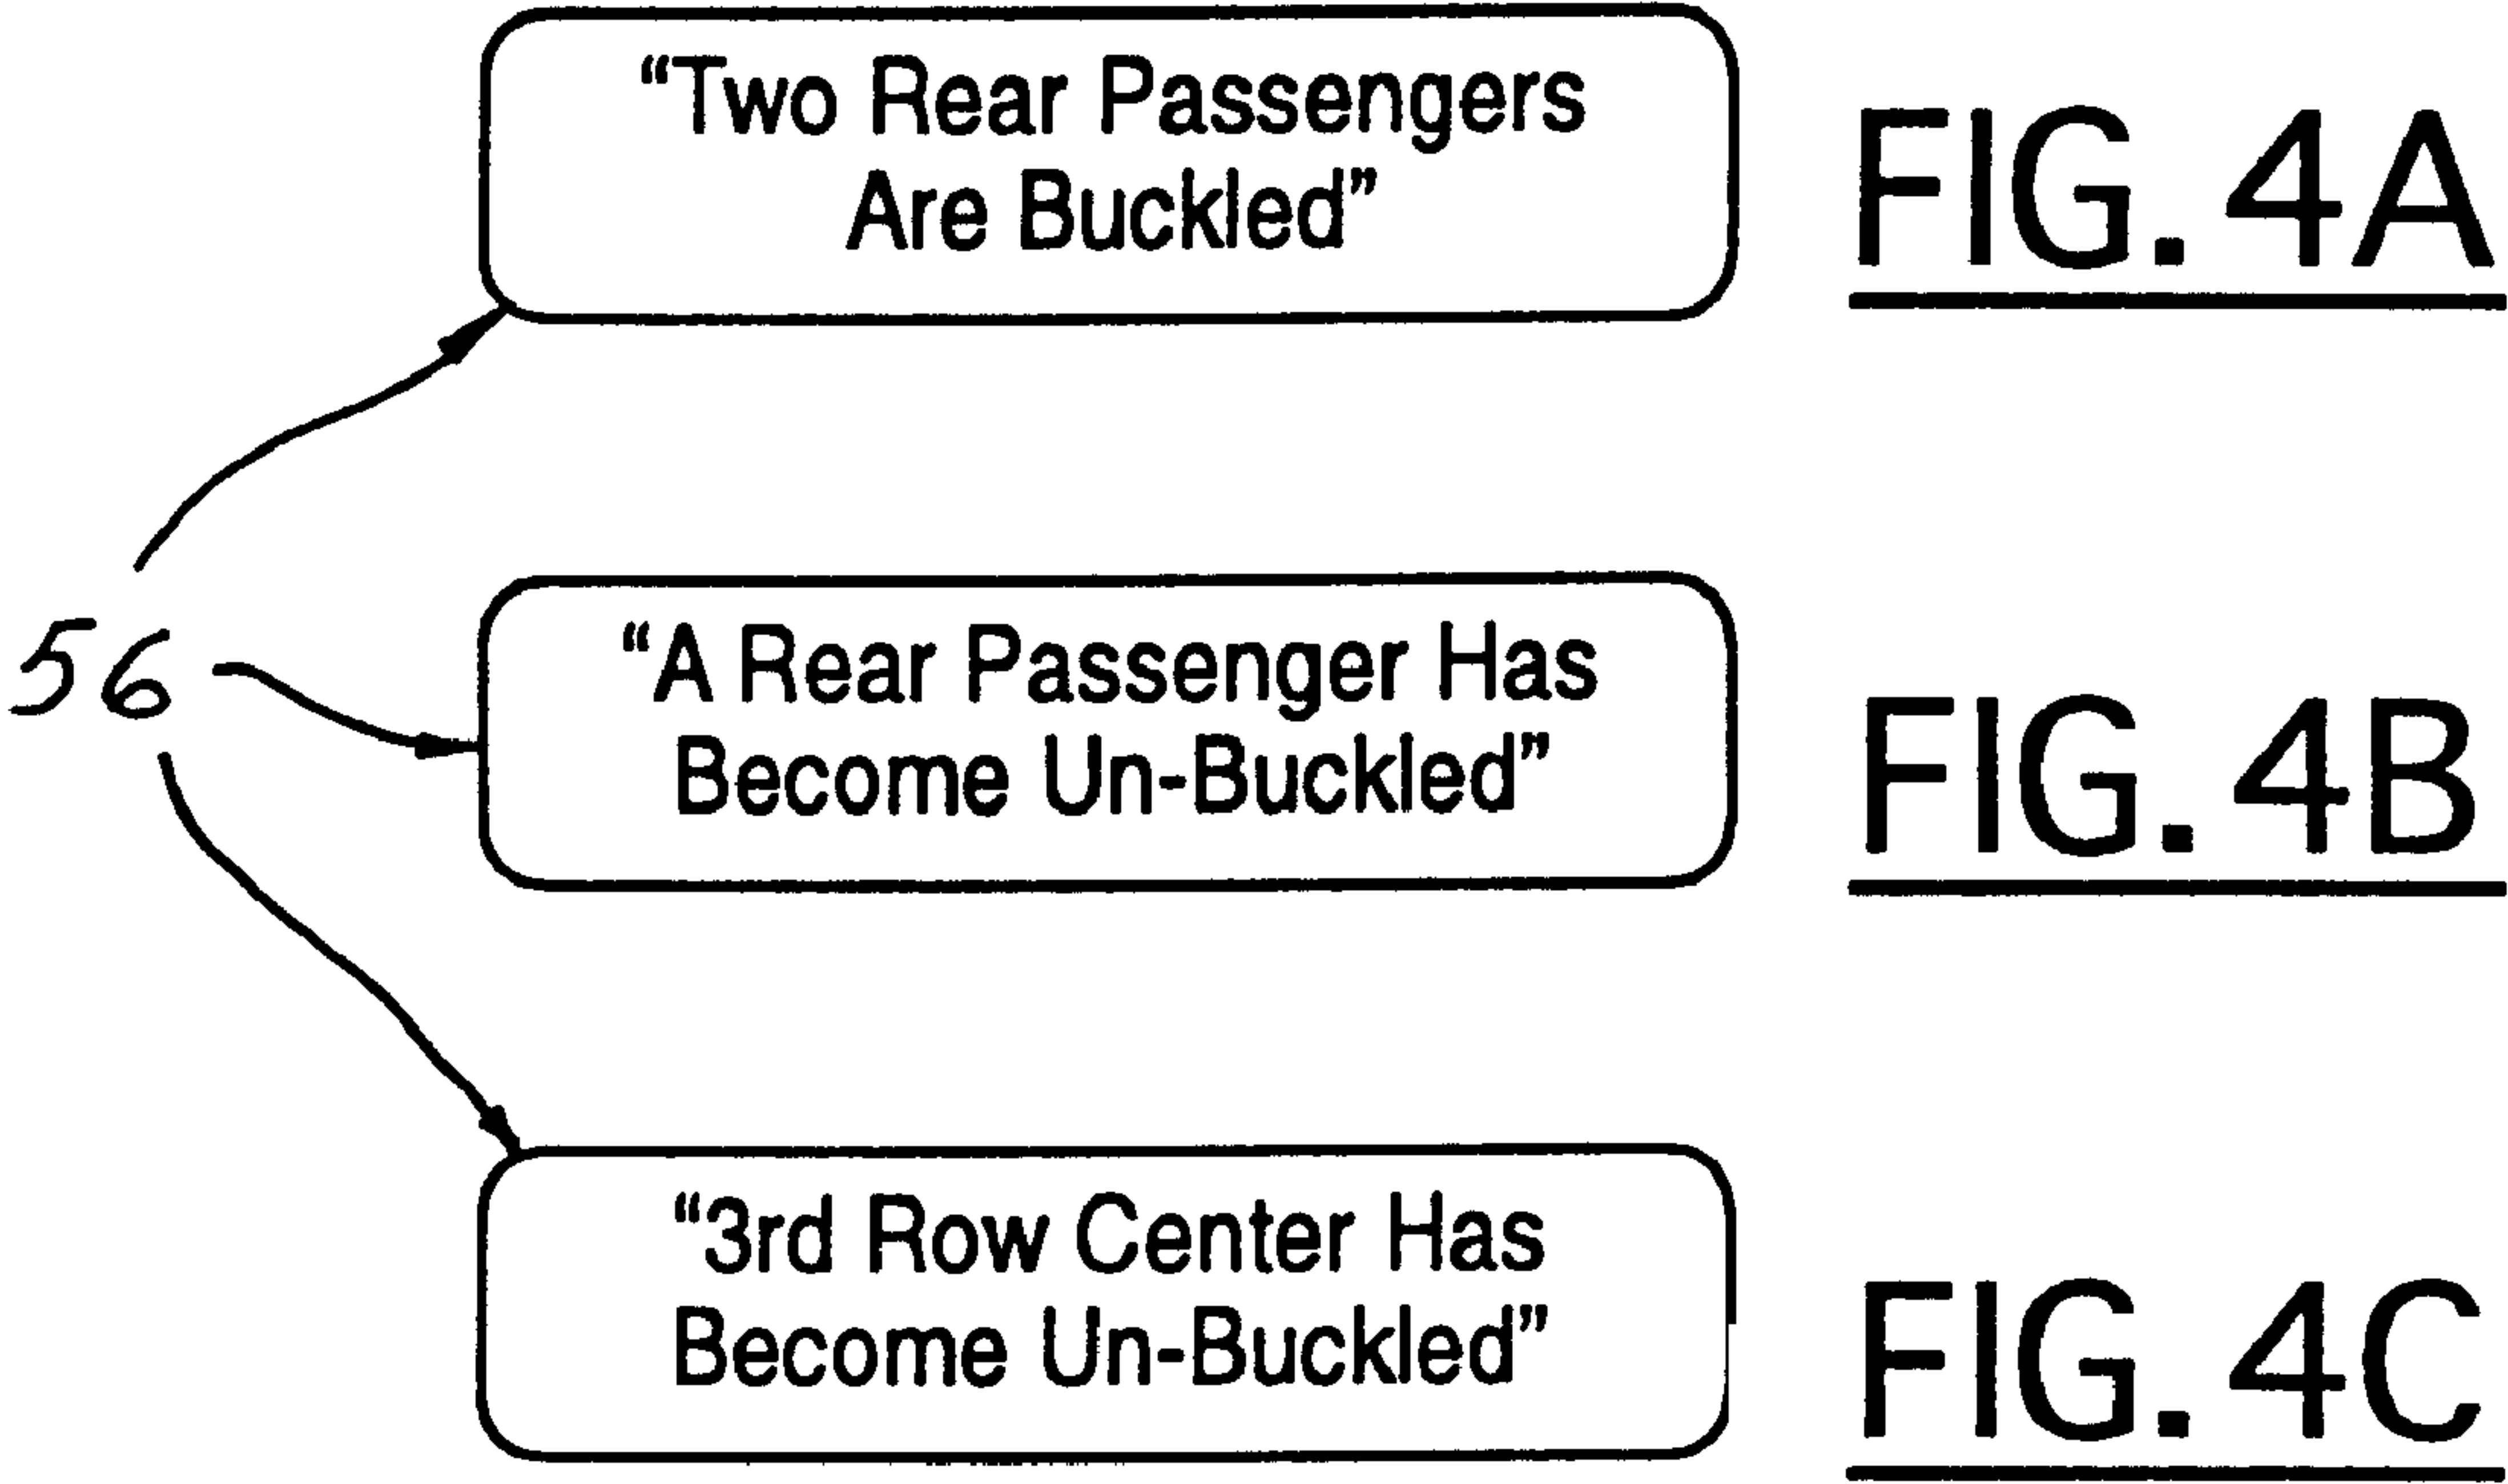 “Two Rear Passengers
Are Buckled”
FIG. 4A
56
“A Rear Passenger Has
Become Un-Buckled”
FIG. 4B
“3rd Row Center Has
Become Un-Buckled”
FIG. 4C